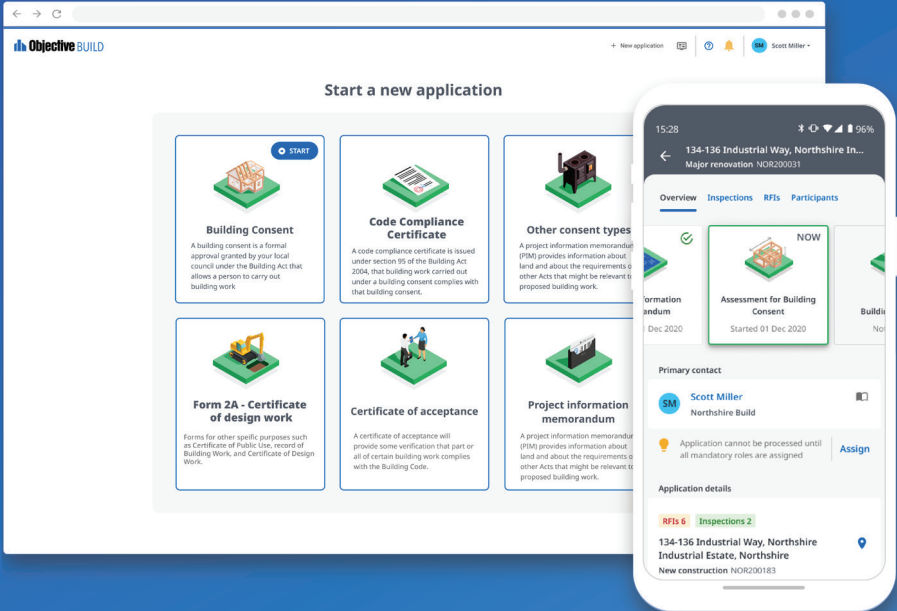 Objective BUILD
+ New application
SM Scott Miller
Start a new application
START
Building Consent
A building consent is a formal
approval granted by your local
council under the Building Act that
allows a person to carry out
building work
Code Compliance
Certificate
A code compliance certificate is issued
under section 95 of the Building Act
2004, that building work carried out
under a building consent complies with
that building consent.
Other consent types
A project information memorandum
(PIM) provides information about
land and about the requirements o
other Acts that might be relevant to
proposed building work.
Form 2A - Certificate
of design work
Forms for other speific purposes such
as Certificate of Public Use, record of
Building Work, and Certificate of Design
Work.
Certificate of acceptance
A certificate of acceptance will
provide some verification that part or
all of certain building work complies
with the Building Code.
Project information
memorandum
A project information memorandum
(PIM) provides information about
land and about the requirements o
other Acts that might be relevant to
proposed building work.
15:28
96%
134-136 Industrial Way, Northshire In...
Major renovation NOR200031
Overview Inspections RFIs Participants
ormation
andum
Dec 2020
NOW
Assessment for Building
Consent
Started 01 Dec 2020
Buildi
No
Primary contact
SM
Scott Miller
Northshire Build
Application cannot be processed until
all mandatory roles are assigned
Assign
Application details
RFIs 6 Inspections 2
134-136 Industrial Way, Northshire
Industrial Estate, Northshire
New construction NOR200183